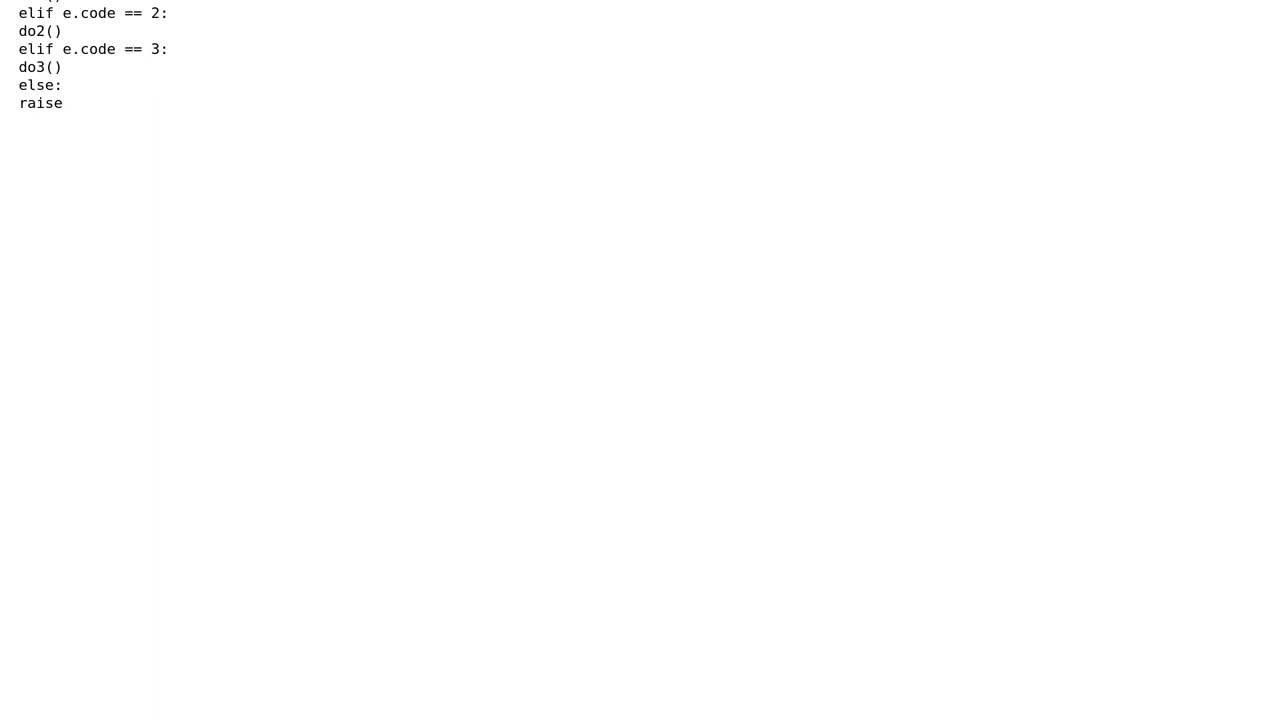 elif e.code == 2:
do2()
elif e.code == 3:
do3()
else:
raise